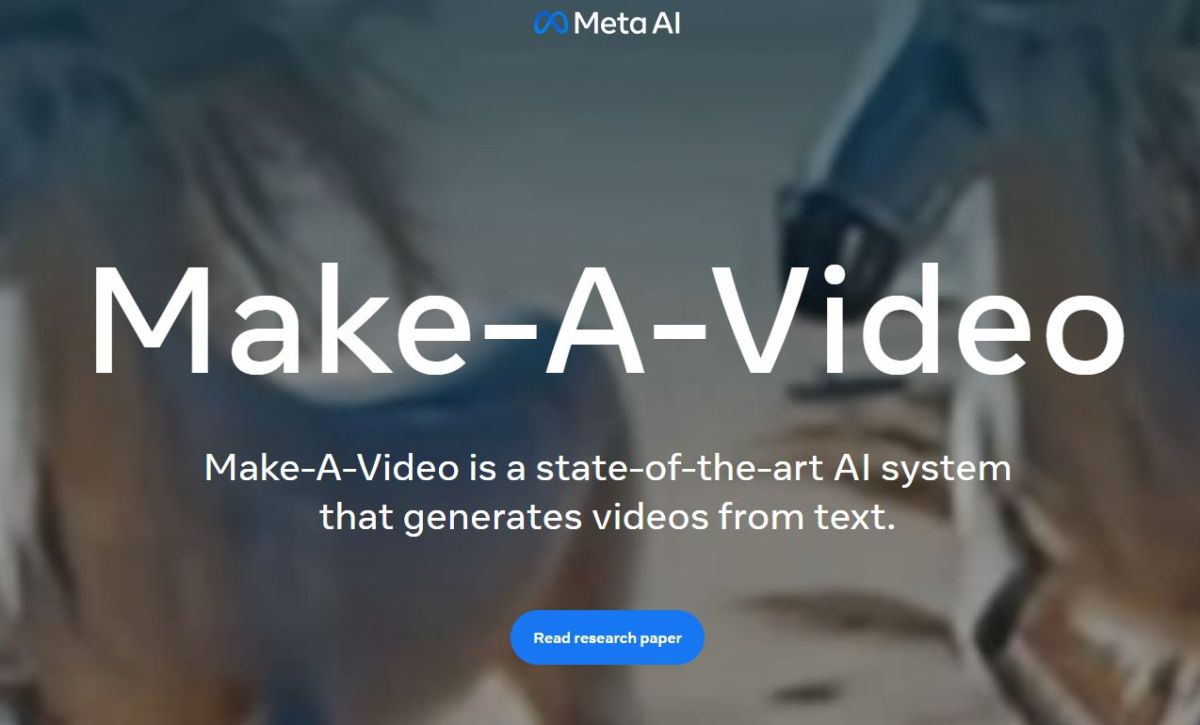 Meta AI
Make-A-Video
Make-A-Video is a state-of-the-art AI system
that generates videos from text.
Read research paper